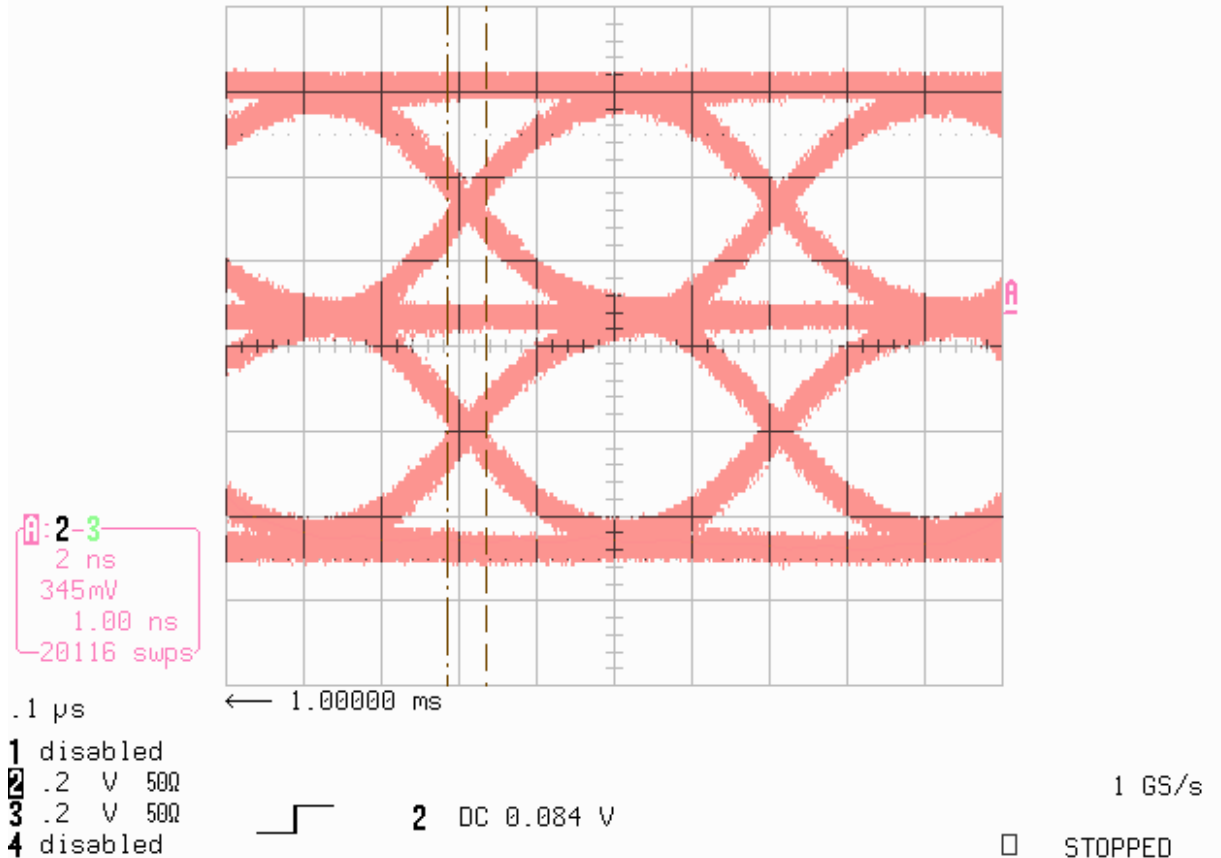 A
A:2-3
2 ns
345mV
1.00 ns
20116 swps
← 1.00000 ms
.1 µs
1 disabled
2 .2 V 50Ω
3 .2 V 50Ω
2 DC 0.084 V
1 GS/s
4 disabled
□ STOPPED